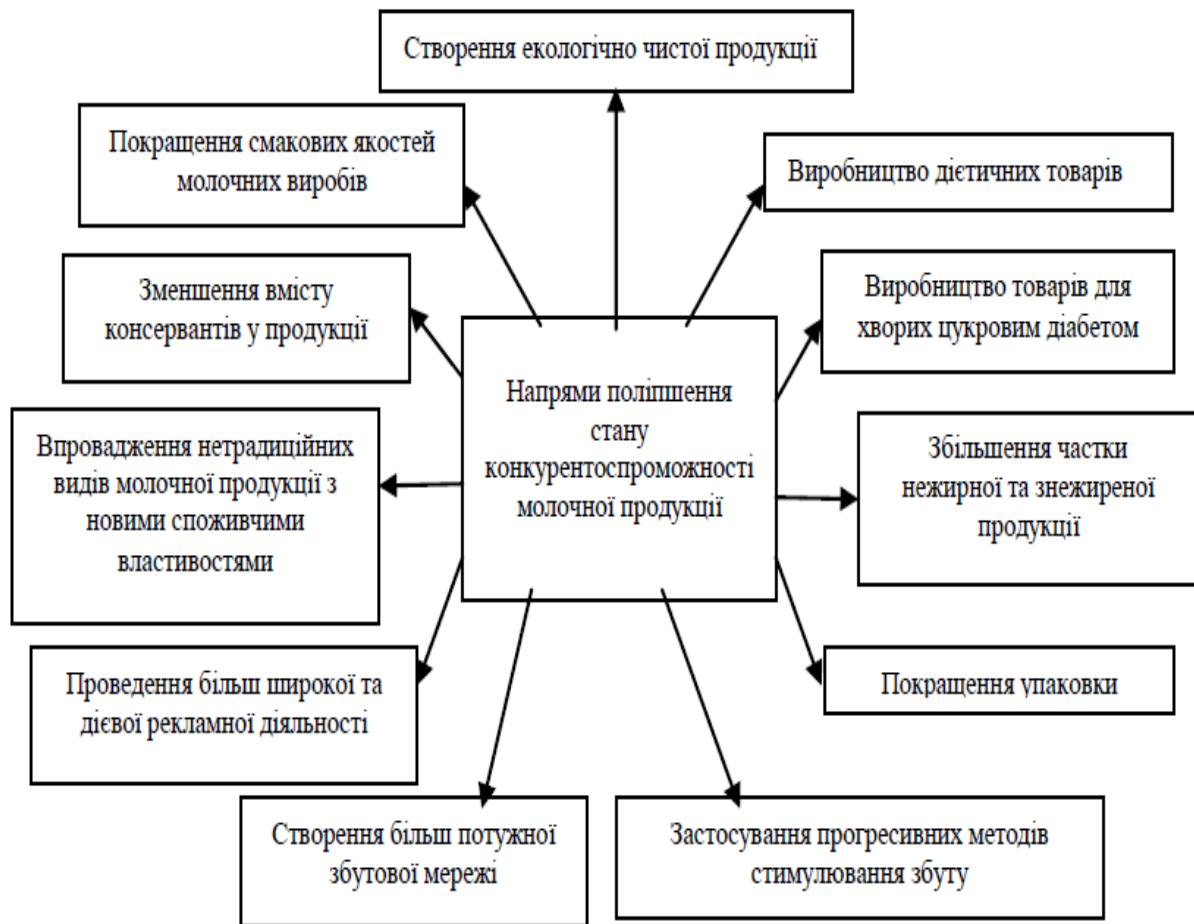 Створення екологічно чистої продукції
Покращення смакових якостей
молочних виробів
Виробництво дієтичних товарів
Зменшення вмісту
консервантів у продукції
Виробництво товарів для
хворих цукровим діабетом
Напрями поліпшення
стану
конкурентоспроможності
молочної продукції
Впровадження нетрадиційних
видів молочної продукції з
новими споживчими
властивостями
Збільшення частки
нежирної та знежиреної
продукції
Проведення більш широкої та
дієвої рекламної діяльності
Покращення упаковки
Створення більш потужної
збутової мережі
Застосування прогресивних методів
стимулювання збуту